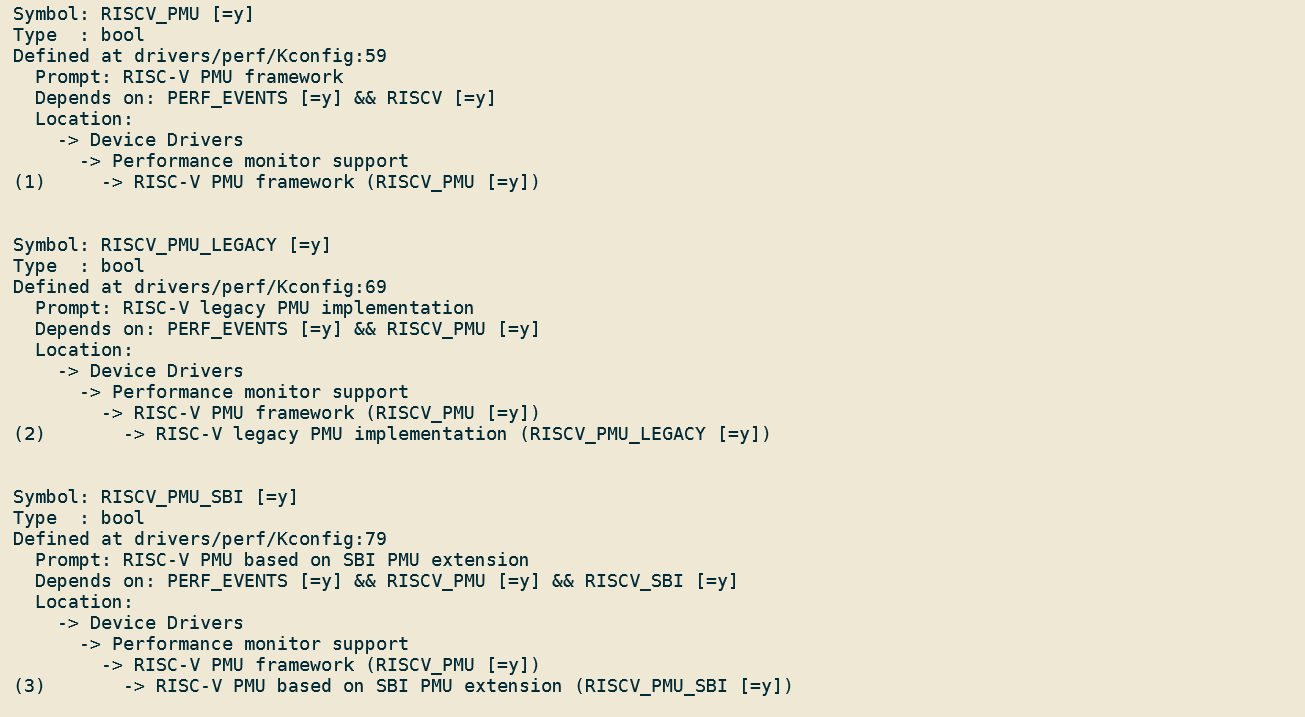 Symbol: RISCV_PMU [=y]
Type  : bool
Defined at drivers/perf/Kconfig:59
  Prompt: RISC-V PMU framework
  Depends on: PERF_EVENTS [=y] && RISCV [=y]
  Location:
    -> Device Drivers
      -> Performance monitor support
(1)     -> RISC-V PMU framework (RISCV_PMU [=y])
Symbol: RISCV_PMU_LEGACY [=y]
Type  : bool
Defined at drivers/perf/Kconfig:69
  Prompt: RISC-V legacy PMU implementation
  Depends on: PERF_EVENTS [=y] && RISCV_PMU [=y]
  Location:
    -> Device Drivers
      -> Performance monitor support
        -> RISC-V PMU framework (RISCV_PMU [=y])
(2)       -> RISC-V legacy PMU implementation (RISCV_PMU_LEGACY [=y])
Symbol: RISCV_PMU_SBI [=y]
Type  : bool
Defined at drivers/perf/Kconfig:79
  Prompt: RISC-V PMU based on SBI PMU extension
  Depends on: PERF_EVENTS [=y] && RISCV_PMU [=y] && RISCV_SBI [=y]
  Location:
    -> Device Drivers
      -> Performance monitor support
        -> RISC-V PMU framework (RISCV_PMU [=y])
(3)       -> RISC-V PMU based on SBI PMU extension (RISCV_PMU_SBI [=y])